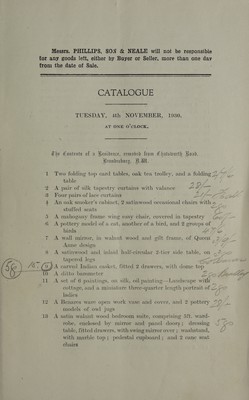 Messrs. PHILLIPS, SON & NEALE will not be responsible
for any goods left, either by Buyer or Seller, more than one day
from the date of Sale.
CATALOGUE
TUESDAY, 4th NOVEMBER, 1930.
AT ONE O'CLOCK.
The Contents of a Residence, removed from
Hornsey, N.
1 Two folding top card tables, oak tea trolley, and a folding
table
2 A pair of silk tapestry curtains with valance
3 Four pairs of lace curtains
4 An oak smoker's cabinet, 2 satinwood occasional chairs with
stuffed seats
5 A mahogany frame wing easy chair, covered in tapestry
6 A pottery model of a cat, another of a bird, and 2 groups of
birds
7 A wall mirror, in walnut wood and gilt frame, of Queen
Anne design
8 A satinwood and inlaid half-circular 2-tier side table, on
tapered legs
9 A carved Indian casket, fitted 2 drawers, with dome top
10 A ditto barometer
11 A set of 6 paintings, on silk, oil painting—Landscape with
cottage, and a miniature three-quarter length portrait of
ladies
12 A Benares ware open work vase and cover, and 2 pottery
models of owl jugs
13 A satin walnut wood bedroom suite, comprising 5ft. ward-
robe, enclosed by mirror and panel doors; dressing
table, fitted drawers, with swing mirror over; washstand,
with marble top; pedestal cupboard; and 2 cane seat
chairs